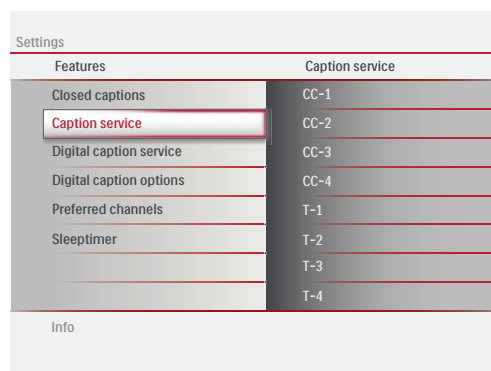 Settings
Features
Caption service
Closed captions
CC-1
Caption service
CC-2
Digital caption service
CC-3
Digital caption options
CC-4
Preferred channels
T-1
Sleeptimer
T-2
T-3
T-4
Info